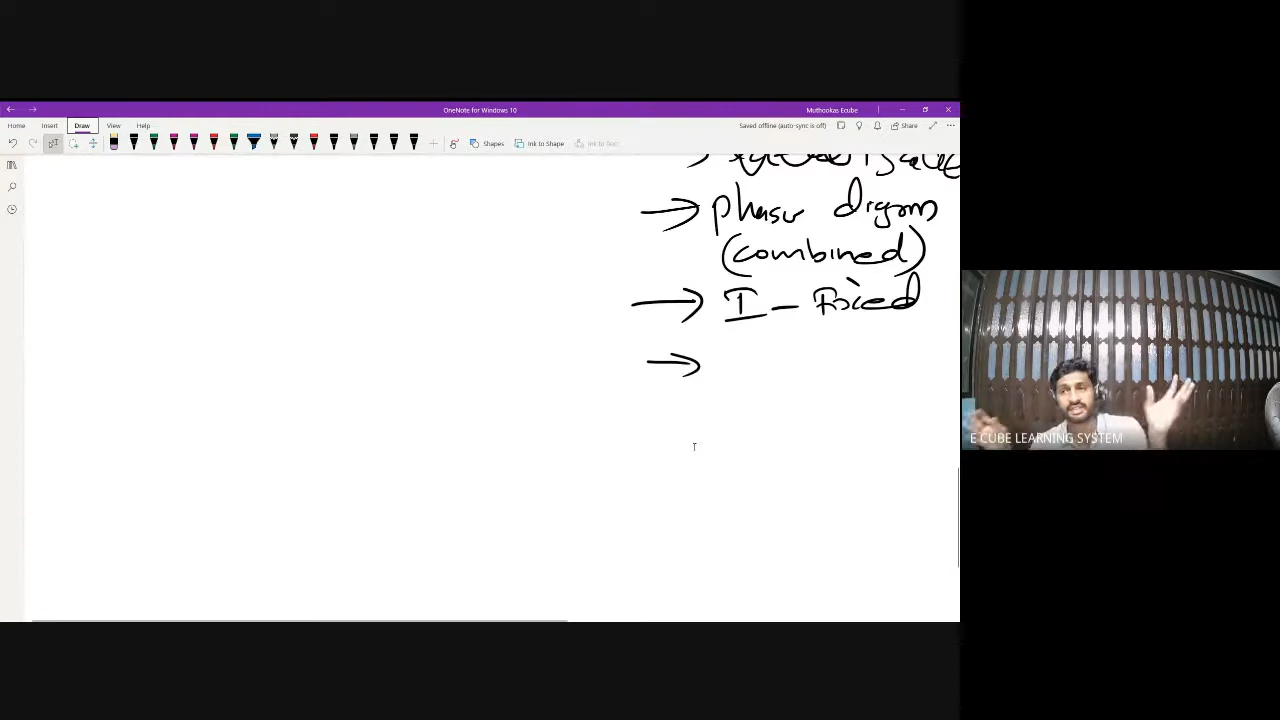 OneNote for Windows 10
Muthookas Ecube
Home Insert Draw View Help
Saved offline (auto-sync is off)
Share
Shapes
Ink to Shape
Ink to Text
→ phasor digram
(combined)
→ I - Fixed
→
E CUBE LEARNING SYSTEM